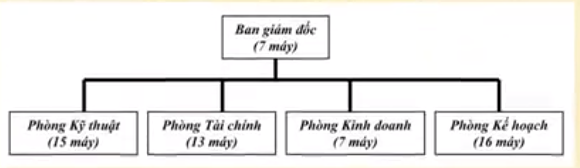 Ban giám đốc
(7 máy)
Phòng Kỹ thuật
(15 máy)
Phòng Tài chính
(13 máy)
Phòng Kinh doanh
(7 máy)
Phòng Kế hoạch
(16 máy)